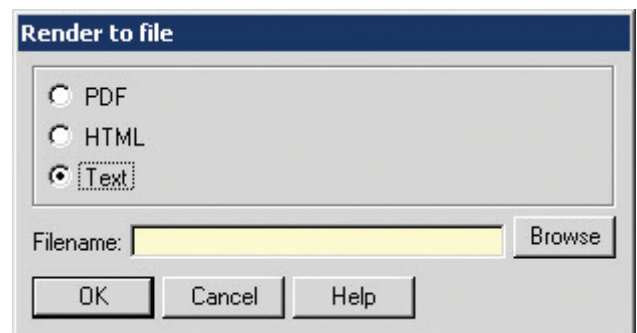 Render to file
PDF
HTML
Text
Filename:
Browse
OK
Cancel
Help